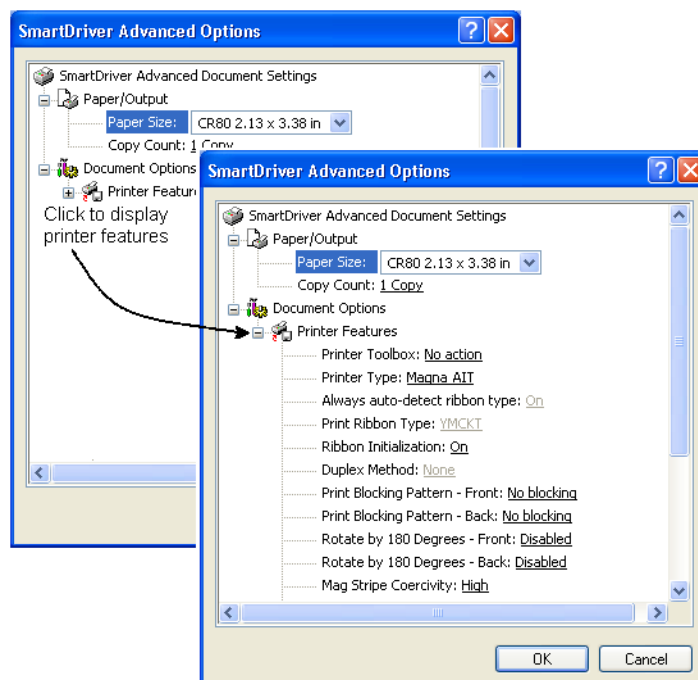 SmartDriver Advanced Options
SmartDriver Advanced Document Settings
Paper/Output
Paper Size: CR80 2.13 x 3.38 in
Copy Count: 1 Copy
Document Options
Printer Featur
Click to display
printer features
SmartDriver Advanced Options
SmartDriver Advanced Document Settings
Paper/Output
Paper Size: CR80 2.13 x 3.38 in
Copy Count: 1 Copy
Document Options
Printer Features
Printer Toolbox: No action
Printer Type: Magna AIT
Always auto-detect ribbon type: On
Print Ribbon Type: YMCKT
Ribbon Initialization: On
Duplex Method: None
Print Blocking Pattern - Front: No blocking
Print Blocking Pattern - Back: No blocking
Rotate by 180 Degrees - Front: Disabled
Rotate by 180 Degrees - Back: Disabled
Mag Stripe Coercivity: High
OK Cancel